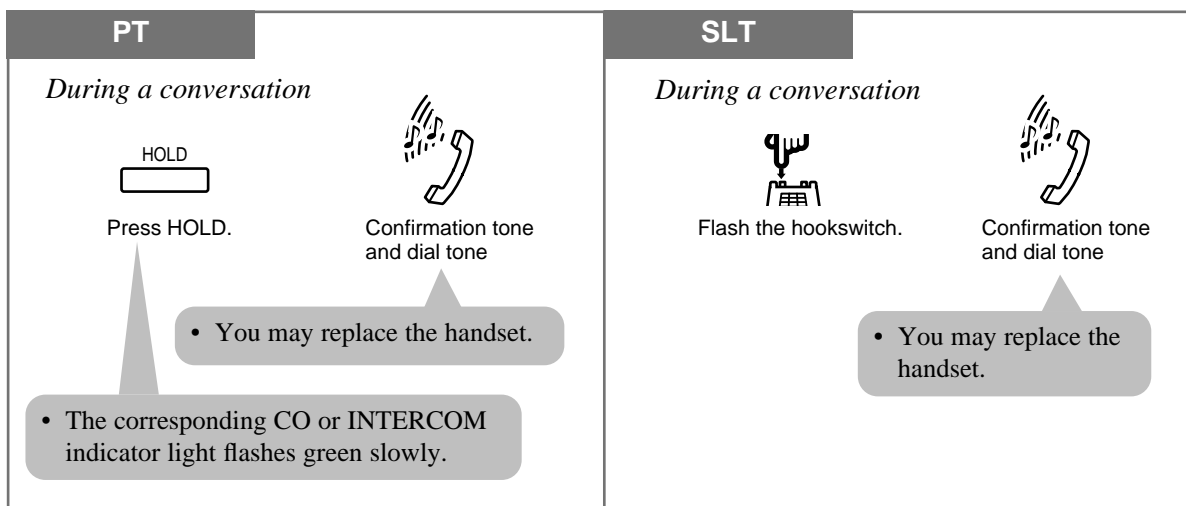 PT
During a conversation
HOLD
Press HOLD.
Confirmation tone
and dial tone
• You may replace the handset.
• The corresponding CO or INTERCOM
indicator light flashes green slowly.
SLT
During a conversation
Flash the hookswitch.
Confirmation tone
and dial tone
• You may replace the
handset.